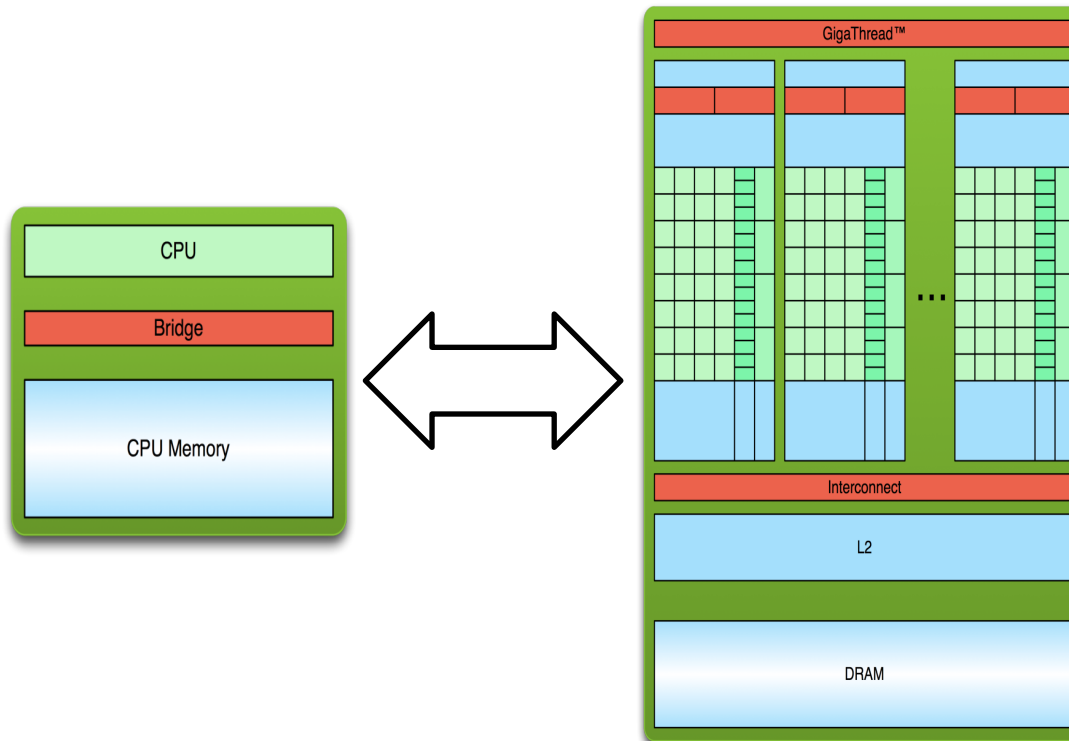 GigaThread™
CPU
Bridge
CPU Memory
...
Interconnect
L2
DRAM